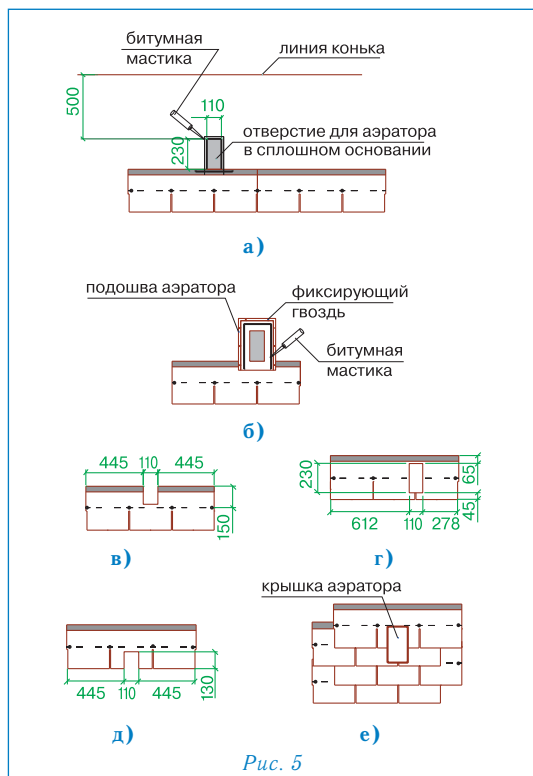 битумная
мастика
линия конька
500
110
230
отверстие для аэратора
в сплошном основании
а)
подошва аэратора
фиксирующий
гвоздь
битумная
мастика
б)
445 110 445
150
в)
230
65
45
612 110 278
г)
445 110 445
130
д)
крышка аэратора
е)
Рис. 5